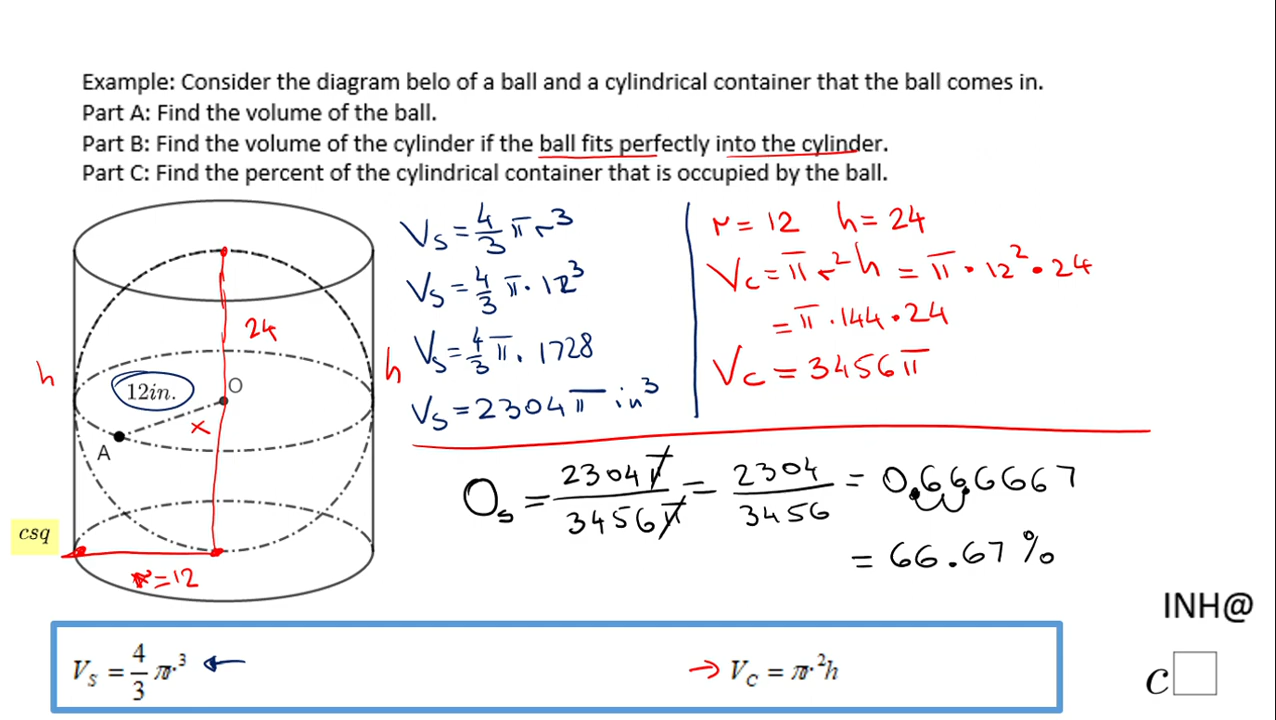 Example: Consider the diagram belo of a ball and a cylindrical container that the ball comes in.
Part A: Find the volume of the ball.
Part B: Find the volume of the cylinder if the ball fits perfectly into the cylinder.
Part C: Find the percent of the cylindrical container that is occupied by the ball.
24
h
h
12in.
O
x
A
csq
r=12
Vs = 4/3 π r³
Vs = 4/3 π · 12³
Vs = 4/3 π · 1728
Vs = 2304 π in³
r = 12 h = 24
Vc = π r² h = π · 12² · 24
= π · 144 · 24
Vc = 3456 π
Os = 2304π/3456π = 2304/3456 = 0.666667
= 66.67 %
INH@
c□
Vs = 4/3 πr³ ←
→ Vc = πr²h